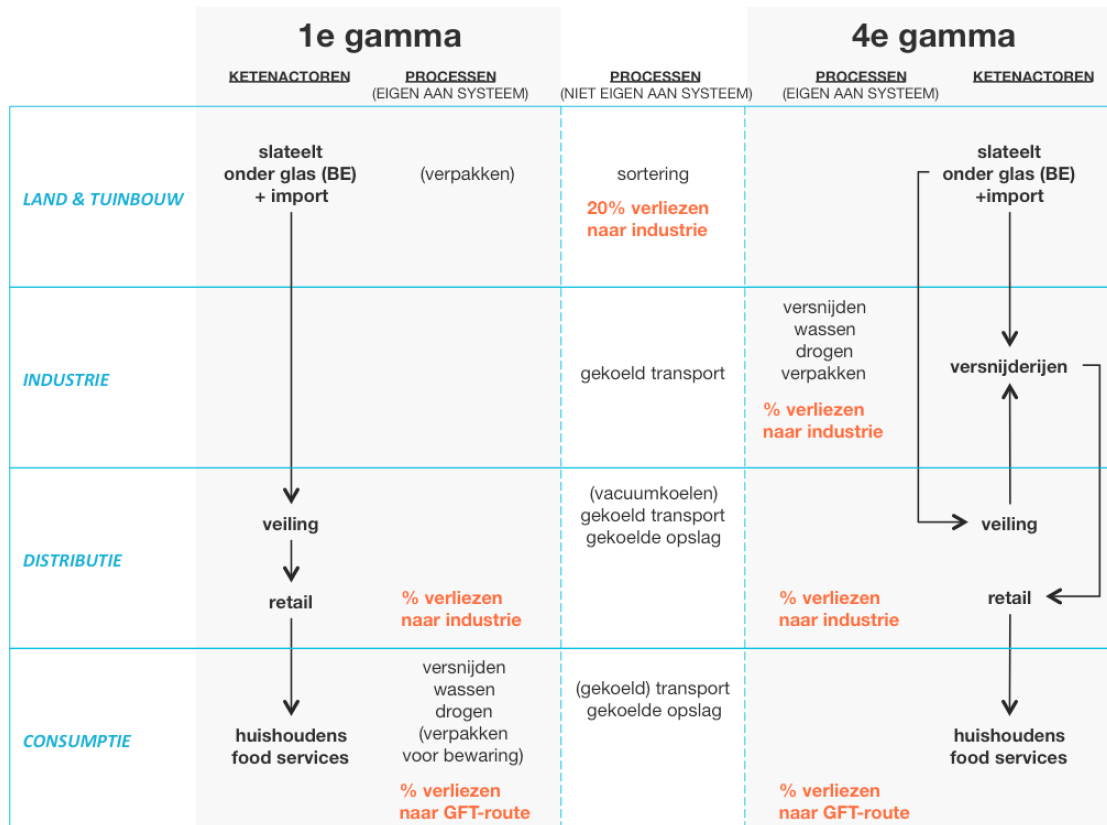 1e gamma
4e gamma
KETENACTOREN
PROCESSEN
(EIGEN AAN SYSTEEM)
PROCESSEN
(NIET EIGEN AAN SYSTEEM)
PROCESSEN
(EIGEN AAN SYSTEEM)
KETENACTOREN
LAND & TUINBOUW
slateelt
onder glas (BE)
+ import
(verpakken)
sortering
20% verliezen
naar industrie
slateelt
onder glas (BE)
+import
INDUSTRIE
gekoeld transport
versnijden
wassen
drogen
verpakken
% verliezen
naar industrie
versnijderijen
DISTRIBUTIE
veiling
retail
% verliezen
naar industrie
(vacuumkoelen)
gekoeld transport
gekoelde opslag
% verliezen
naar industrie
veiling
retail
CONSUMPTIE
huishoudens
food services
versnijden
wassen
drogen
(verpakken
voor bewaring)
% verliezen
naar GFT-route
(gekoeld) transport
gekoelde opslag
% verliezen
naar GFT-route
huishoudens
food services